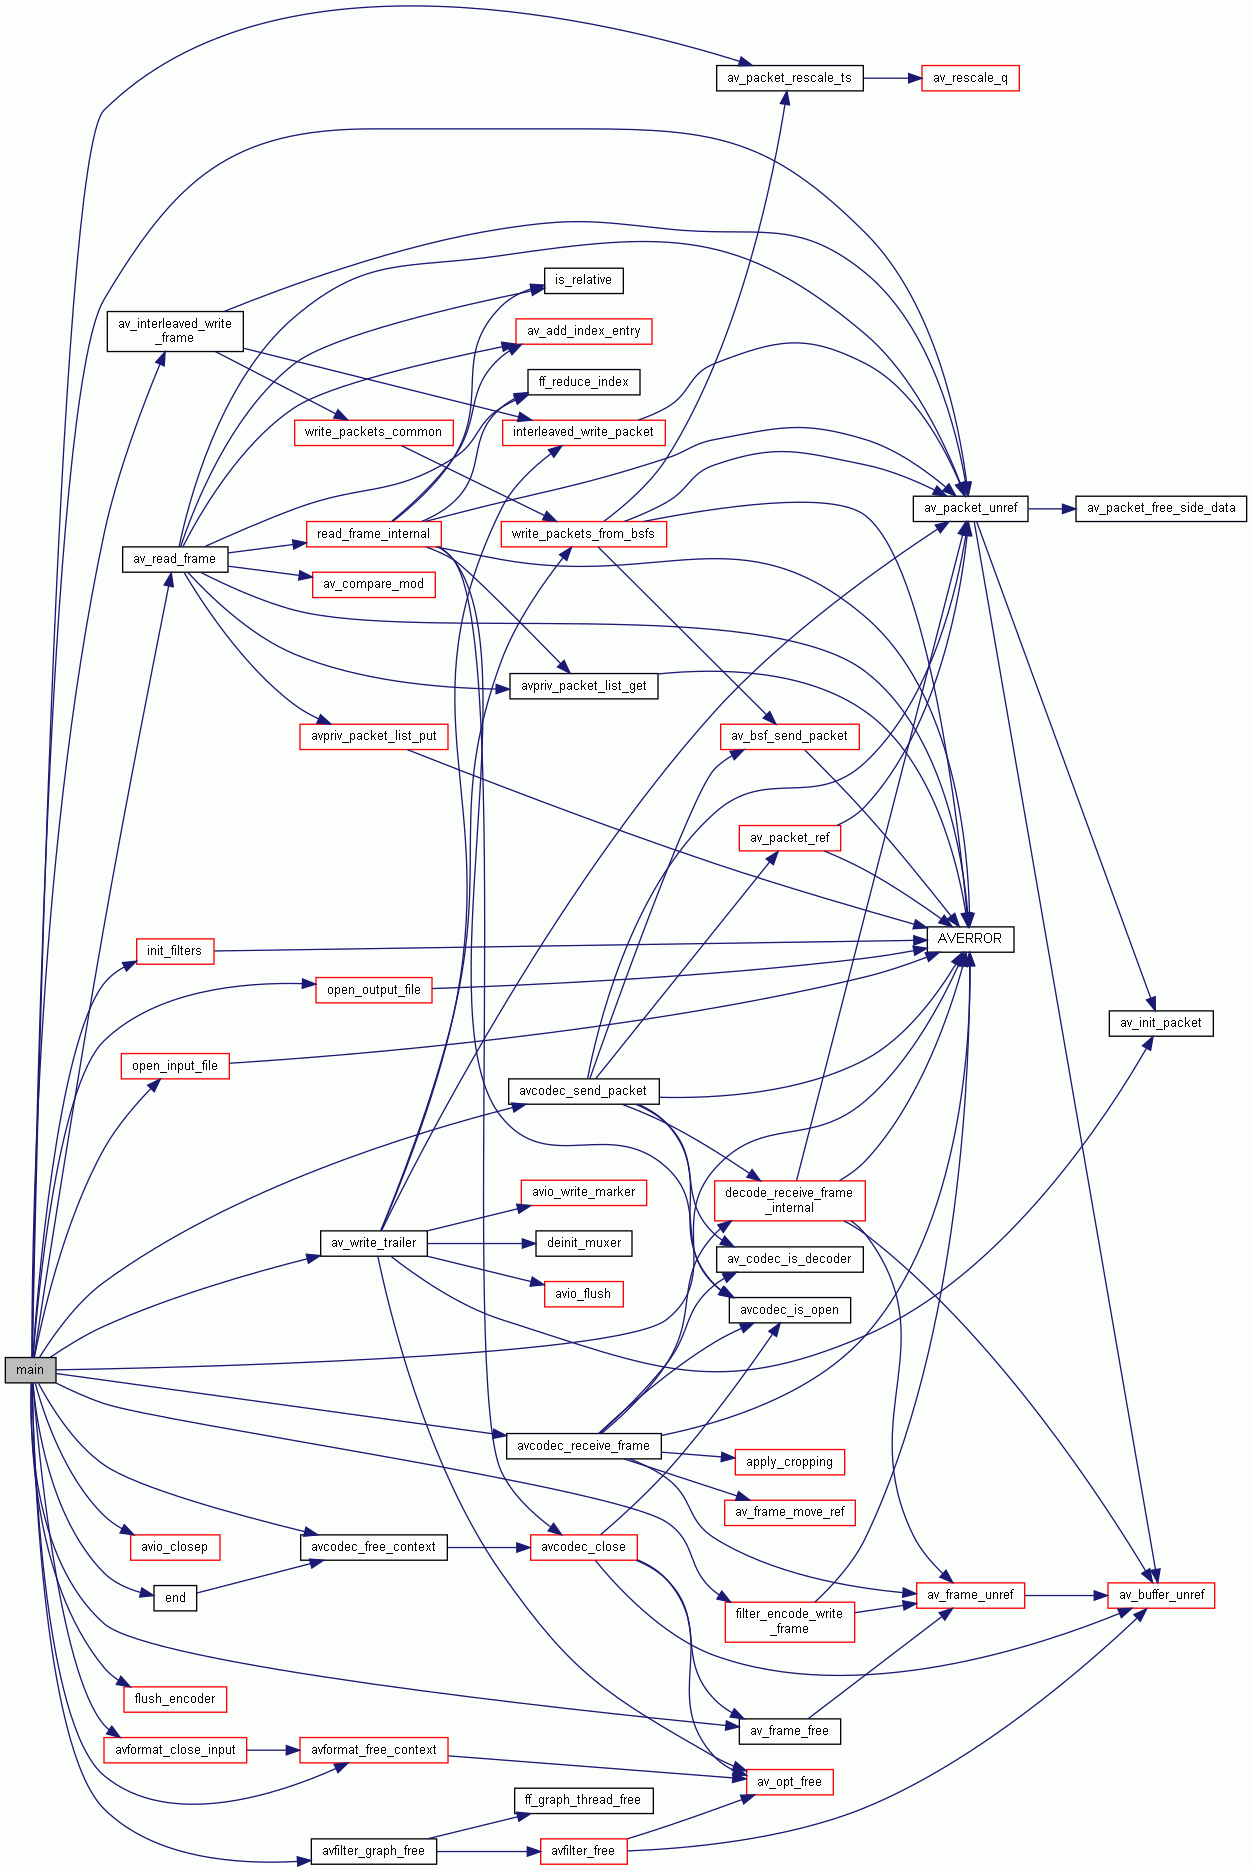 av_packet_rescale_ts
av_rescale_q
is_relative
av_interleaved_write
_frame
av_add_index_entry
ff_reduce_index
write_packets_common
interleaved_write_packet
av_packet_unref
av_packet_free_side_data
read_frame_internal
write_packets_from_bsfs
av_read_frame
av_compare_mod
avpriv_packet_list_get
avpriv_packet_list_put
av_bsf_send_packet
av_packet_ref
AVERROR
init_filters
open_output_file
av_init_packet
open_input_file
avcodec_send_packet
avio_write_marker
decode_receive_frame
_internal
av_write_trailer
deinit_muxer
av_codec_is_decoder
avio_flush
avcodec_is_open
main
avcodec_receive_frame
apply_cropping
av_frame_move_ref
avio_closep
avcodec_free_context
avcodec_close
end
av_frame_unref
av_buffer_unref
filter_encode_write
_frame
flush_encoder
av_frame_free
avformat_close_input
avformat_free_context
av_opt_free
ff_graph_thread_free
avfilter_graph_free
avfilter_free